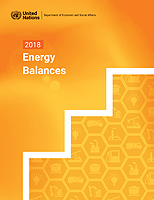 United
Nations
Department of Economic and Social Affairs
2018
Energy
Balances